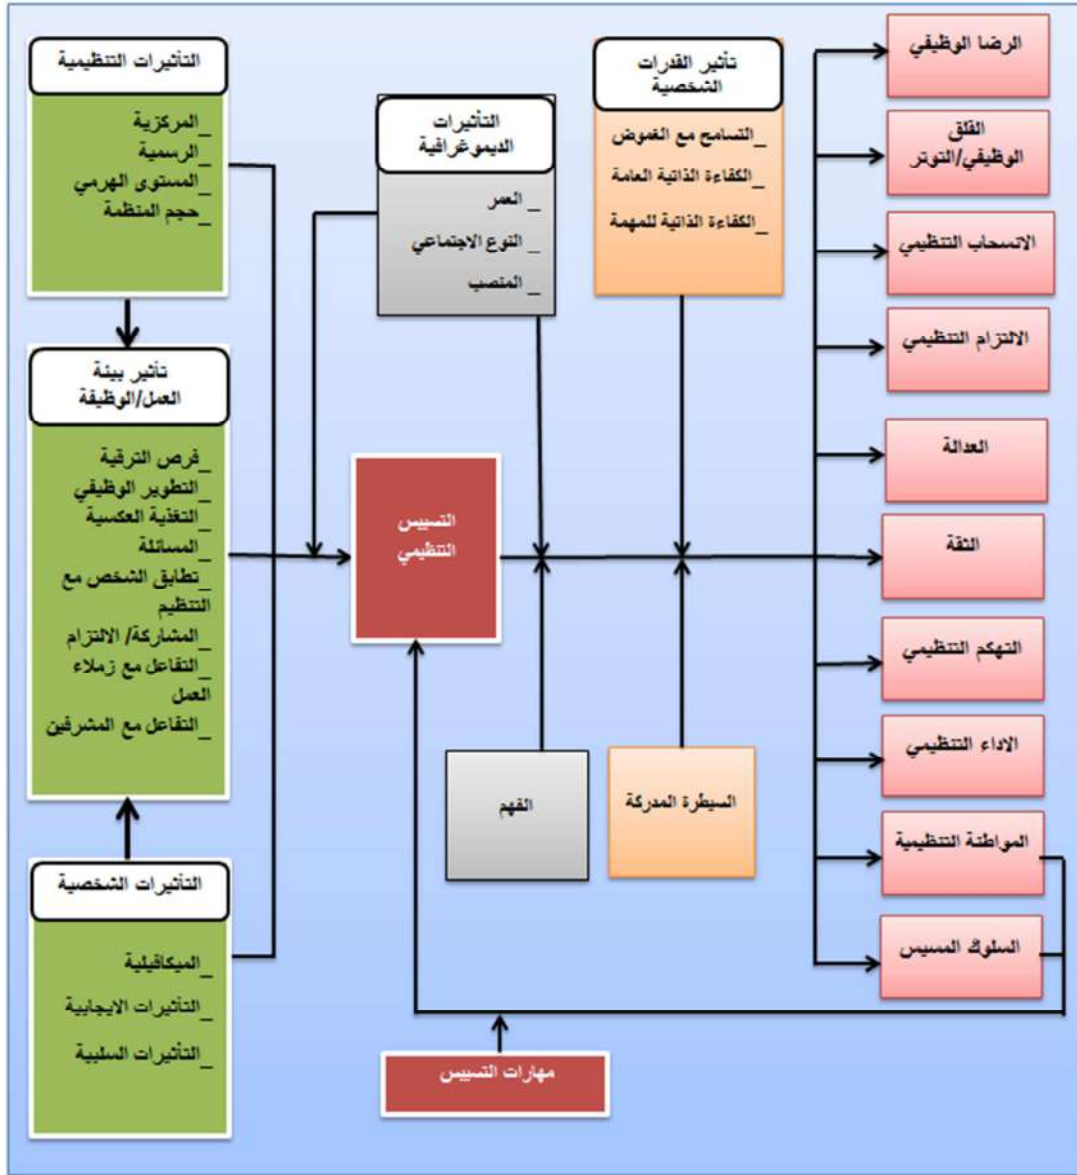 التأثيرات التنظيمية
_المركزية
_الرسمية
_المستوى الهرمي
_حجم المنظمة
تأثير بيئة
العمل/الوظيفة
_فرص الترقية
_التطوير الوظيفي
_التغذية العكسية
_المسائلة
_تطابق الشخص مع
التنظيم
_المشاركة/ الالتزام
_التفاعل مع زملاء
العمل
_التفاعل مع المشرفين
التأثيرات الشخصية
_الميكافيلية
_التأثيرات الايجابية
_التأثيرات السلبية
التأثيرات
الديموغرافية
_ العمر
_ النوع الاجتماعي
_ المنصب
تأثير القدرات
الشخصية
_التسامح مع الغموض
_الكفاءة الذاتية العامة
_الكفاءة الذاتية للمهمة
التسييس
التنظيمي
الفهم
السيطرة المدركة
مهارات التسييس
الرضا الوظيفي
القلق
الوظيفي/التوتر
الانسحاب التنظيمي
الالتزام التنظيمي
العدالة
الثقة
التهكم التنظيمي
الاداء التنظيمي
المواطنة التنظيمية
السلوك المسيس